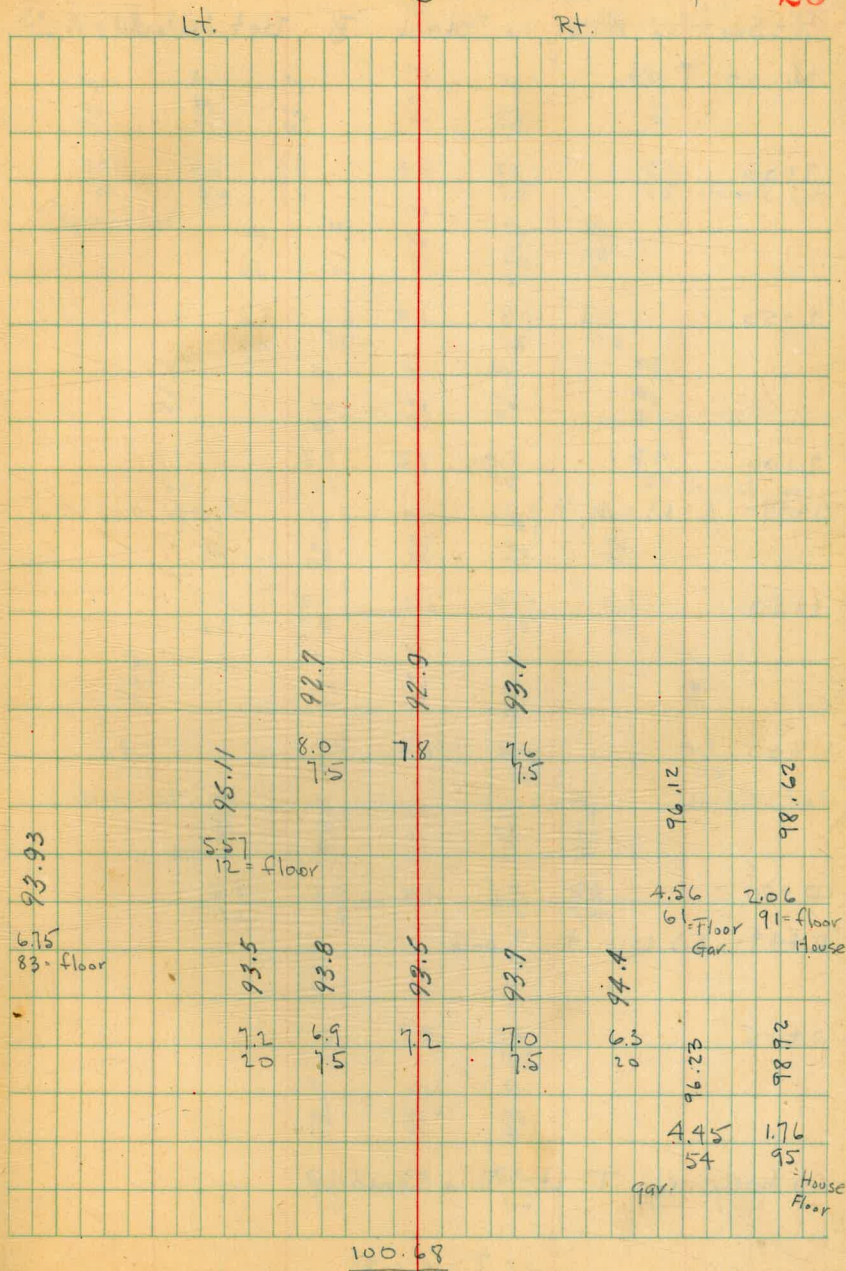 Lt. Rt.
92.7 92.9 93.1
8.0 7.8 7.6
7.5 7.5
95.11 96.12 98.62
5.57
12 = floor
93.93
4.56 2.06
61 = Floor 91 = floor
Gar. House
6.75
83 = floor
93.5 93.8 93.5 93.7 94.4
7.2 6.9 7.2 7.0 6.3
20 7.5 7.5 20
96.23 98.92
4.45 1.76
54 95
gar. House
Floor
100.68